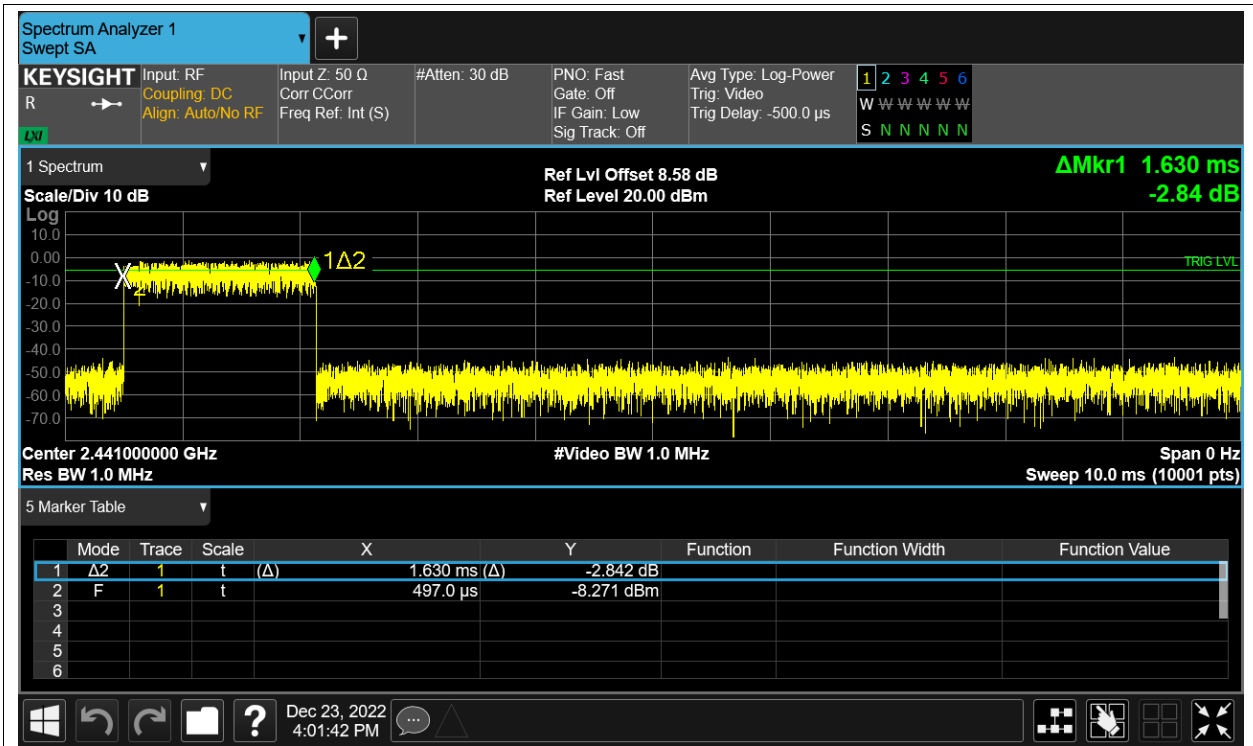 Spectrum Analyzer 1
Swept SA
+
KEYSIGHT Input: RF Input Z: 50 Ω #Atten: 30 dB PNO: Fast Avg Type: Log-Power 1 2 3 4 5 6
R Coupling: DC Corr CCorr Gate: Off Trig: Video W W W W W W
Align: Auto/No RF Freq Ref: Int (S) IF Gain: Low Trig Delay: -500.0 µs
LXI Sig Track: Off S N N N N N
1 Spectrum Ref Lvl Offset 8.58 dB ΔMkr1 1.630 ms
Scale/Div 10 dB Ref Level 20.00 dBm -2.84 dB
Log
10.0
0.00 1Δ2 TRIG LVL
-10.0 X 2
-20.0
-30.0
-40.0
-50.0
-60.0
-70.0
Center 2.441000000 GHz #Video BW 1.0 MHz Span 0 Hz
Res BW 1.0 MHz Sweep 10.0 ms (10001 pts)
5 Marker Table
Mode Trace Scale X Y Function Function Width Function Value
1 Δ2 1 t (Δ) 1.630 ms (Δ) -2.842 dB
2 F 1 t 497.0 µs -8.271 dBm
3
4
5
6
? Dec 23, 2022
4:01:42 PM